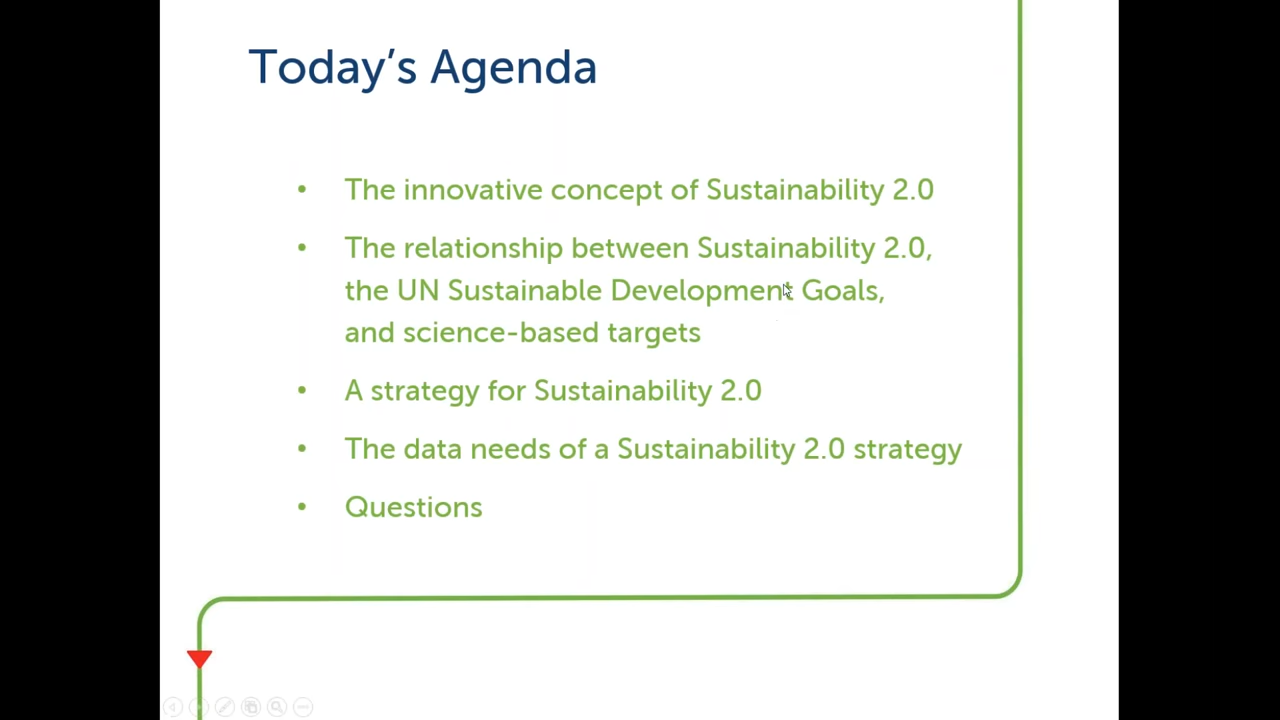 Today's Agenda
• The innovative concept of Sustainability 2.0
• The relationship between Sustainability 2.0,
the UN Sustainable Development Goals,
and science-based targets
• A strategy for Sustainability 2.0
• The data needs of a Sustainability 2.0 strategy
• Questions